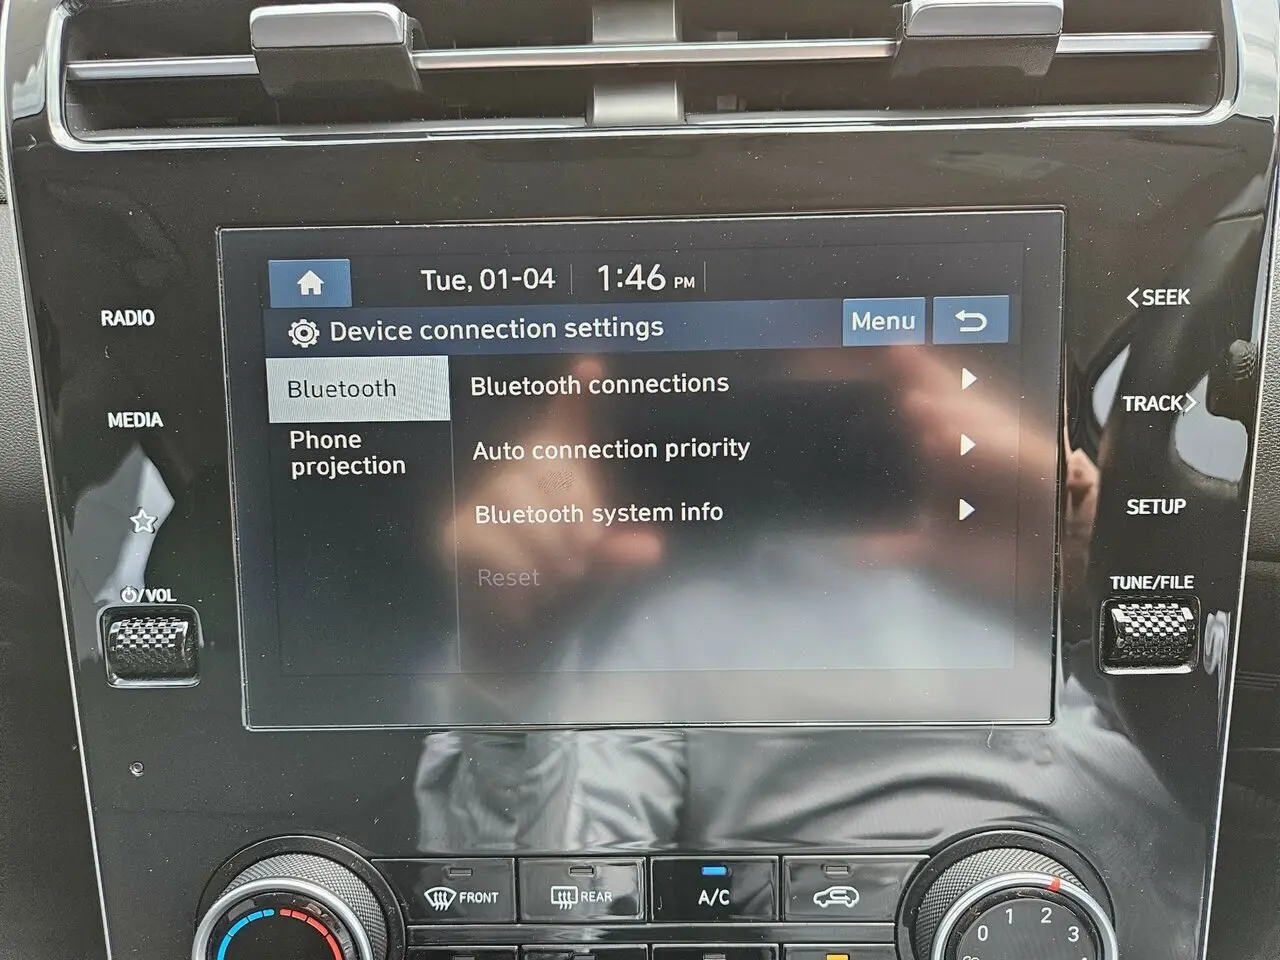 Tue, 01-04 1:46 PM
Device connection settings Menu
Bluetooth
Phone
projection
Bluetooth connections
Auto connection priority
Bluetooth system info
Reset
RADIO
MEDIA
/VOL
<SEEK
TRACK>
SETUP
TUNE/FILE
FRONT
REAR
A/C
0 1 2 3